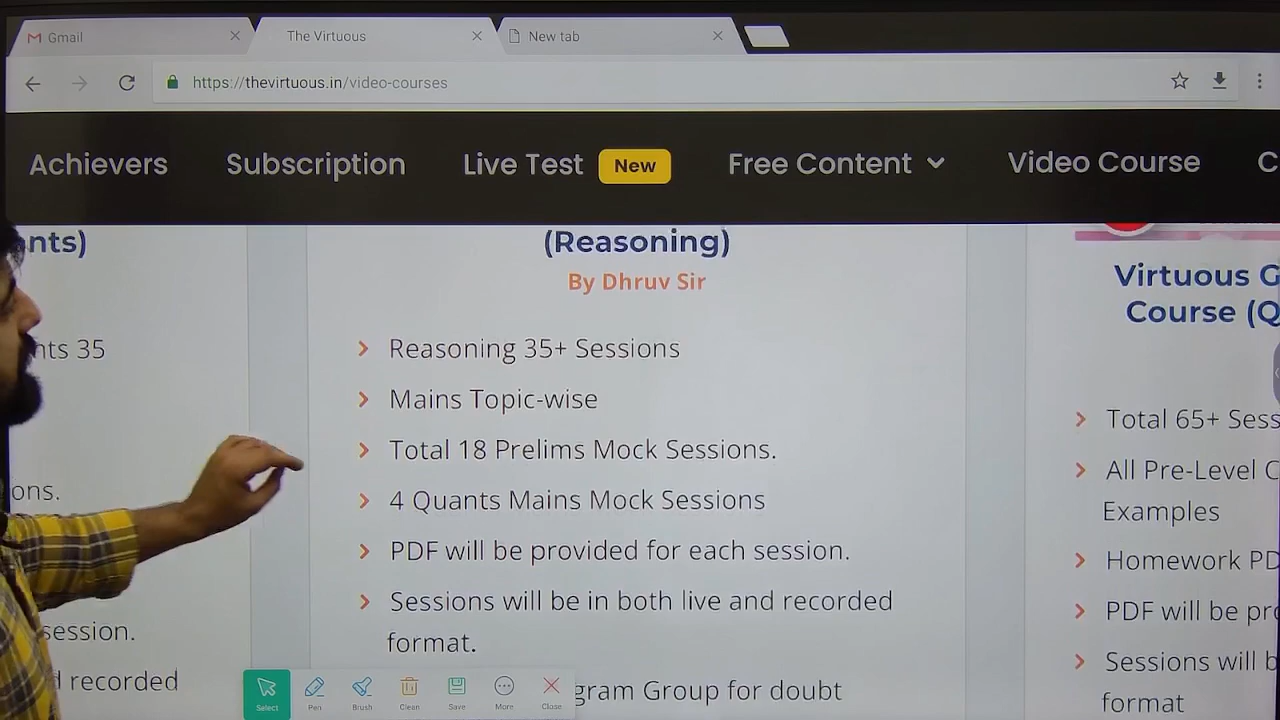 Gmail
The Virtuous
New tab
https://thevirtuous.in/video-courses
Achievers
Subscription
Live Test
New
Free Content
Video Course
C
nts)
nts 35
ons.
session.
recorded
(Reasoning)
By Dhruv Sir
Reasoning 35+ Sessions
Mains Topic-wise
Total 18 Prelims Mock Sessions.
4 Quants Mains Mock Sessions
PDF will be provided for each session.
Sessions will be in both live and recorded
format.
gram Group for doubt
Virtuous G
Course (Q
Total 65+ Sess
All Pre-Level C
Examples
Homework PD
PDF will be pro
Sessions will b
format
Select
Pen
Brush
Clean
Save
More
Close